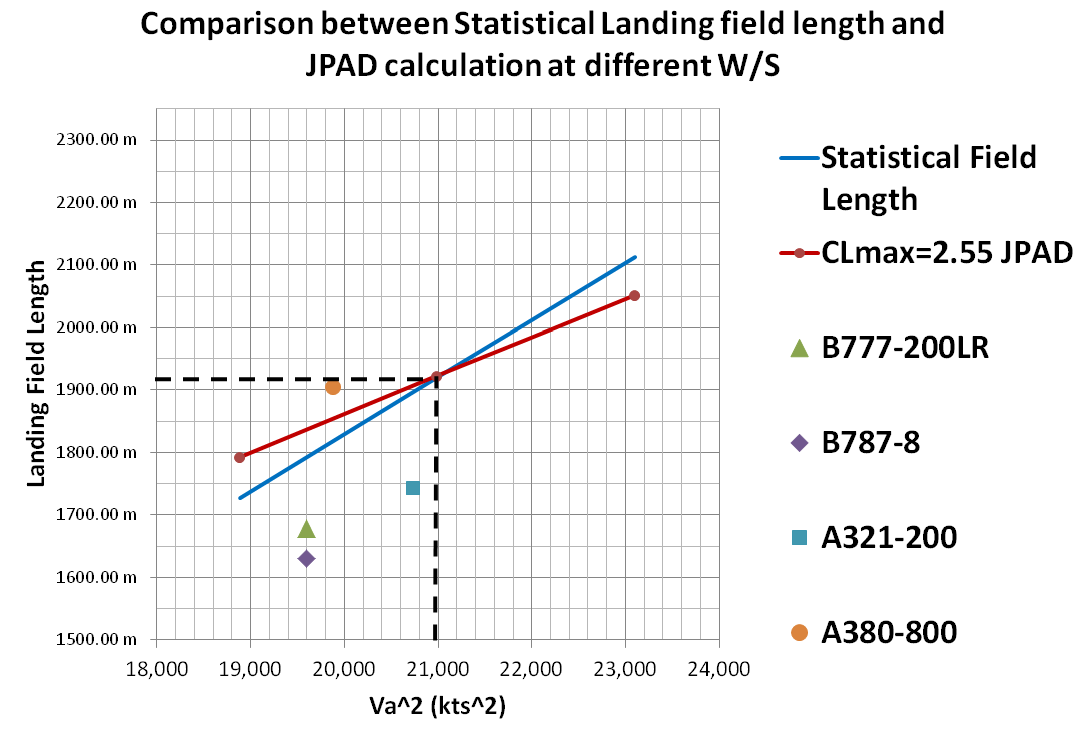 Comparison between Statistical Landing field length and
JPAD calculation at different W/S
2300.00 m
2200.00 m
2100.00 m
2000.00 m
1900.00 m
1800.00 m
1700.00 m
1600.00 m
1500.00 m
Landing Field Length
18,000 19,000 20,000 21,000 22,000 23,000 24,000
Va^2 (kts^2)
Statistical Field
Length
CLmax=2.55 JPAD
B777-200LR
B787-8
A321-200
A380-800